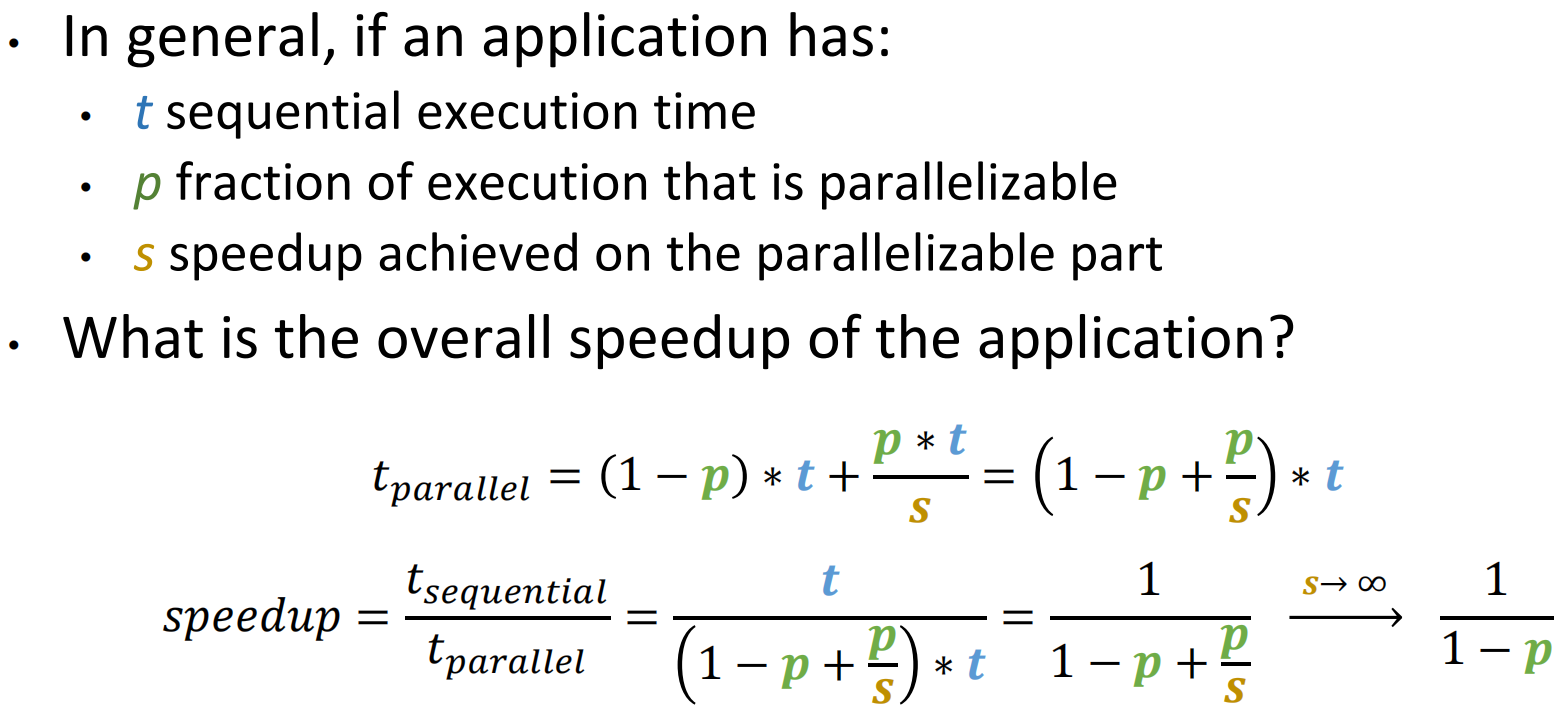 • In general, if an application has:
• t sequential execution time
• p fraction of execution that is parallelizable
• s speedup achieved on the parallelizable part
• What is the overall speedup of the application?
$t_{parallel} = (1 - p) * t + \frac{p * t}{s} = \left(1 - p + \frac{p}{s}\right) * t$
$speedup = \frac{t_{sequential}}{t_{parallel}} = \frac{t}{\left(1 - p + \frac{p}{s}\right) * t} = \frac{1}{1 - p + \frac{p}{s}} \xrightarrow{s \to \infty} \frac{1}{1 - p}$